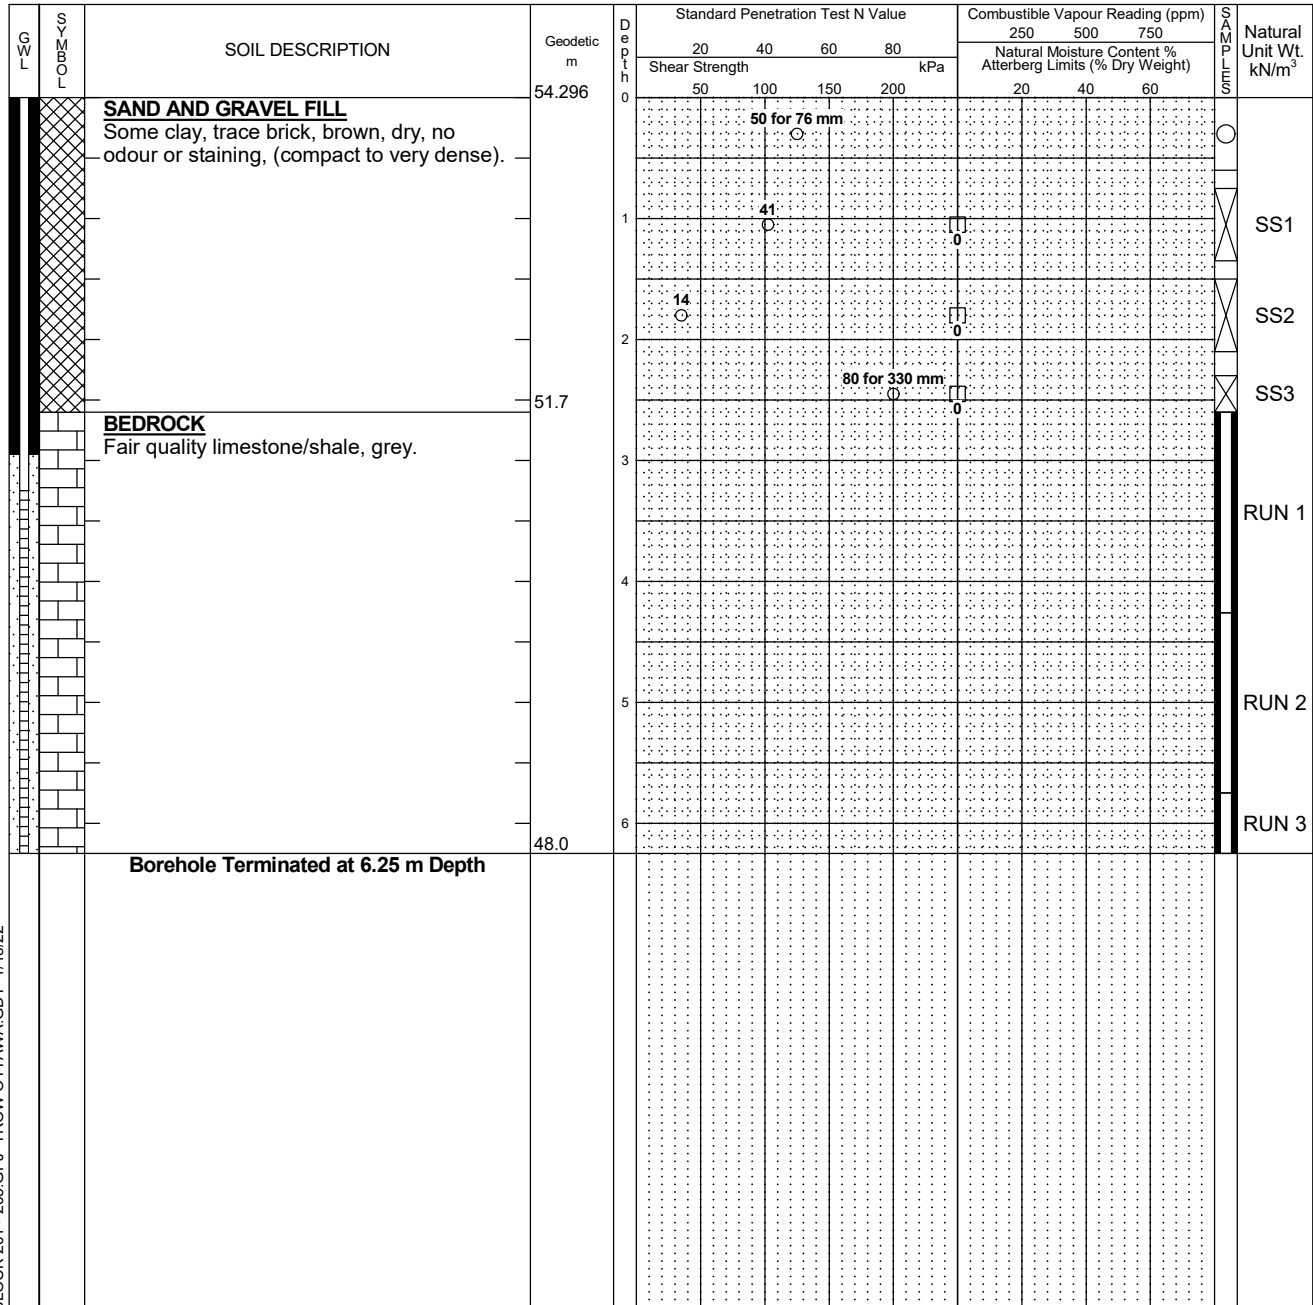 GWL
SYMBOL
SOIL DESCRIPTION
Geodetic
m
Depth
Standard Penetration Test N Value
20 40 60 80
Shear Strength kPa
50 100 150 200
Combustible Vapour Reading (ppm)
250 500 750
Natural Moisture Content %
Atterberg Limits (% Dry Weight)
20 40 60
SAMPLES
Natural
Unit Wt.
kN/m³
54.296
0
SAND AND GRAVEL FILL
Some clay, trace brick, brown, dry, no
odour or staining, (compact to very dense).
50 for 76 mm
1
41
0
SS1
14
0
SS2
2
80 for 330 mm
0
SS3
51.7
BEDROCK
Fair quality limestone/shale, grey.
3
RUN 1
4
5
RUN 2
6
RUN 3
48.0
Borehole Terminated at 6.25 m Depth